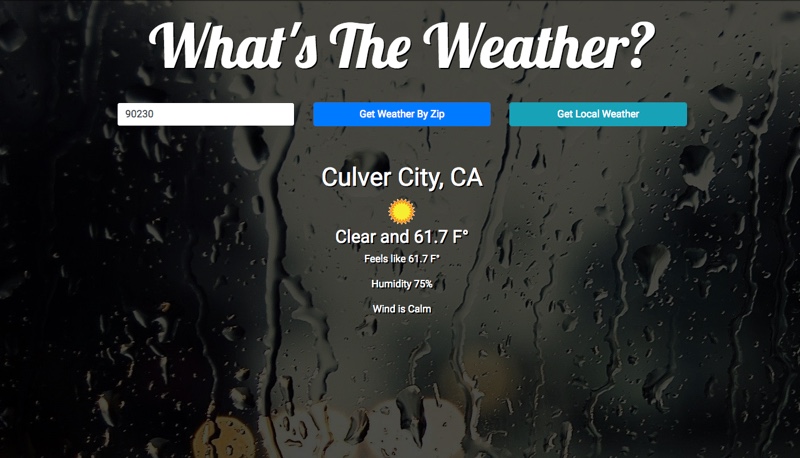 What's The Weather?
90230
Get Weather By Zip
Get Local Weather
Culver City, CA
Clear and 61.7 F°
Feels like 61.7 F°
Humidity 75%
Wind is Calm